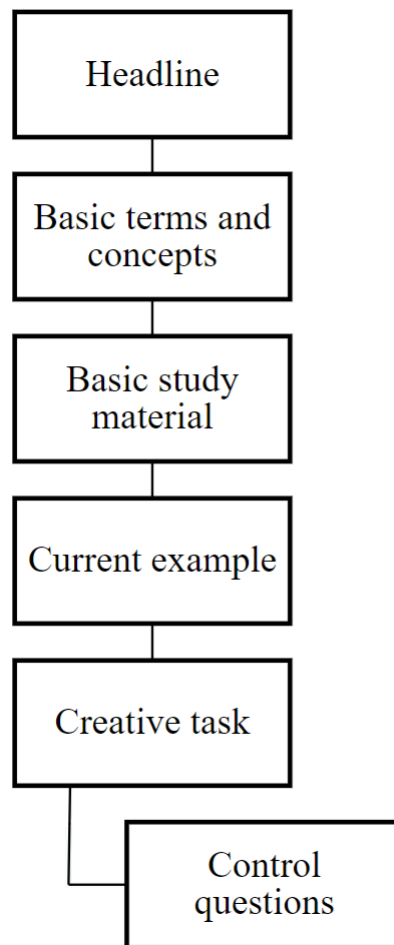 Headline
Basic terms and
concepts
Basic study
material
Current example
Creative task
Control
questions